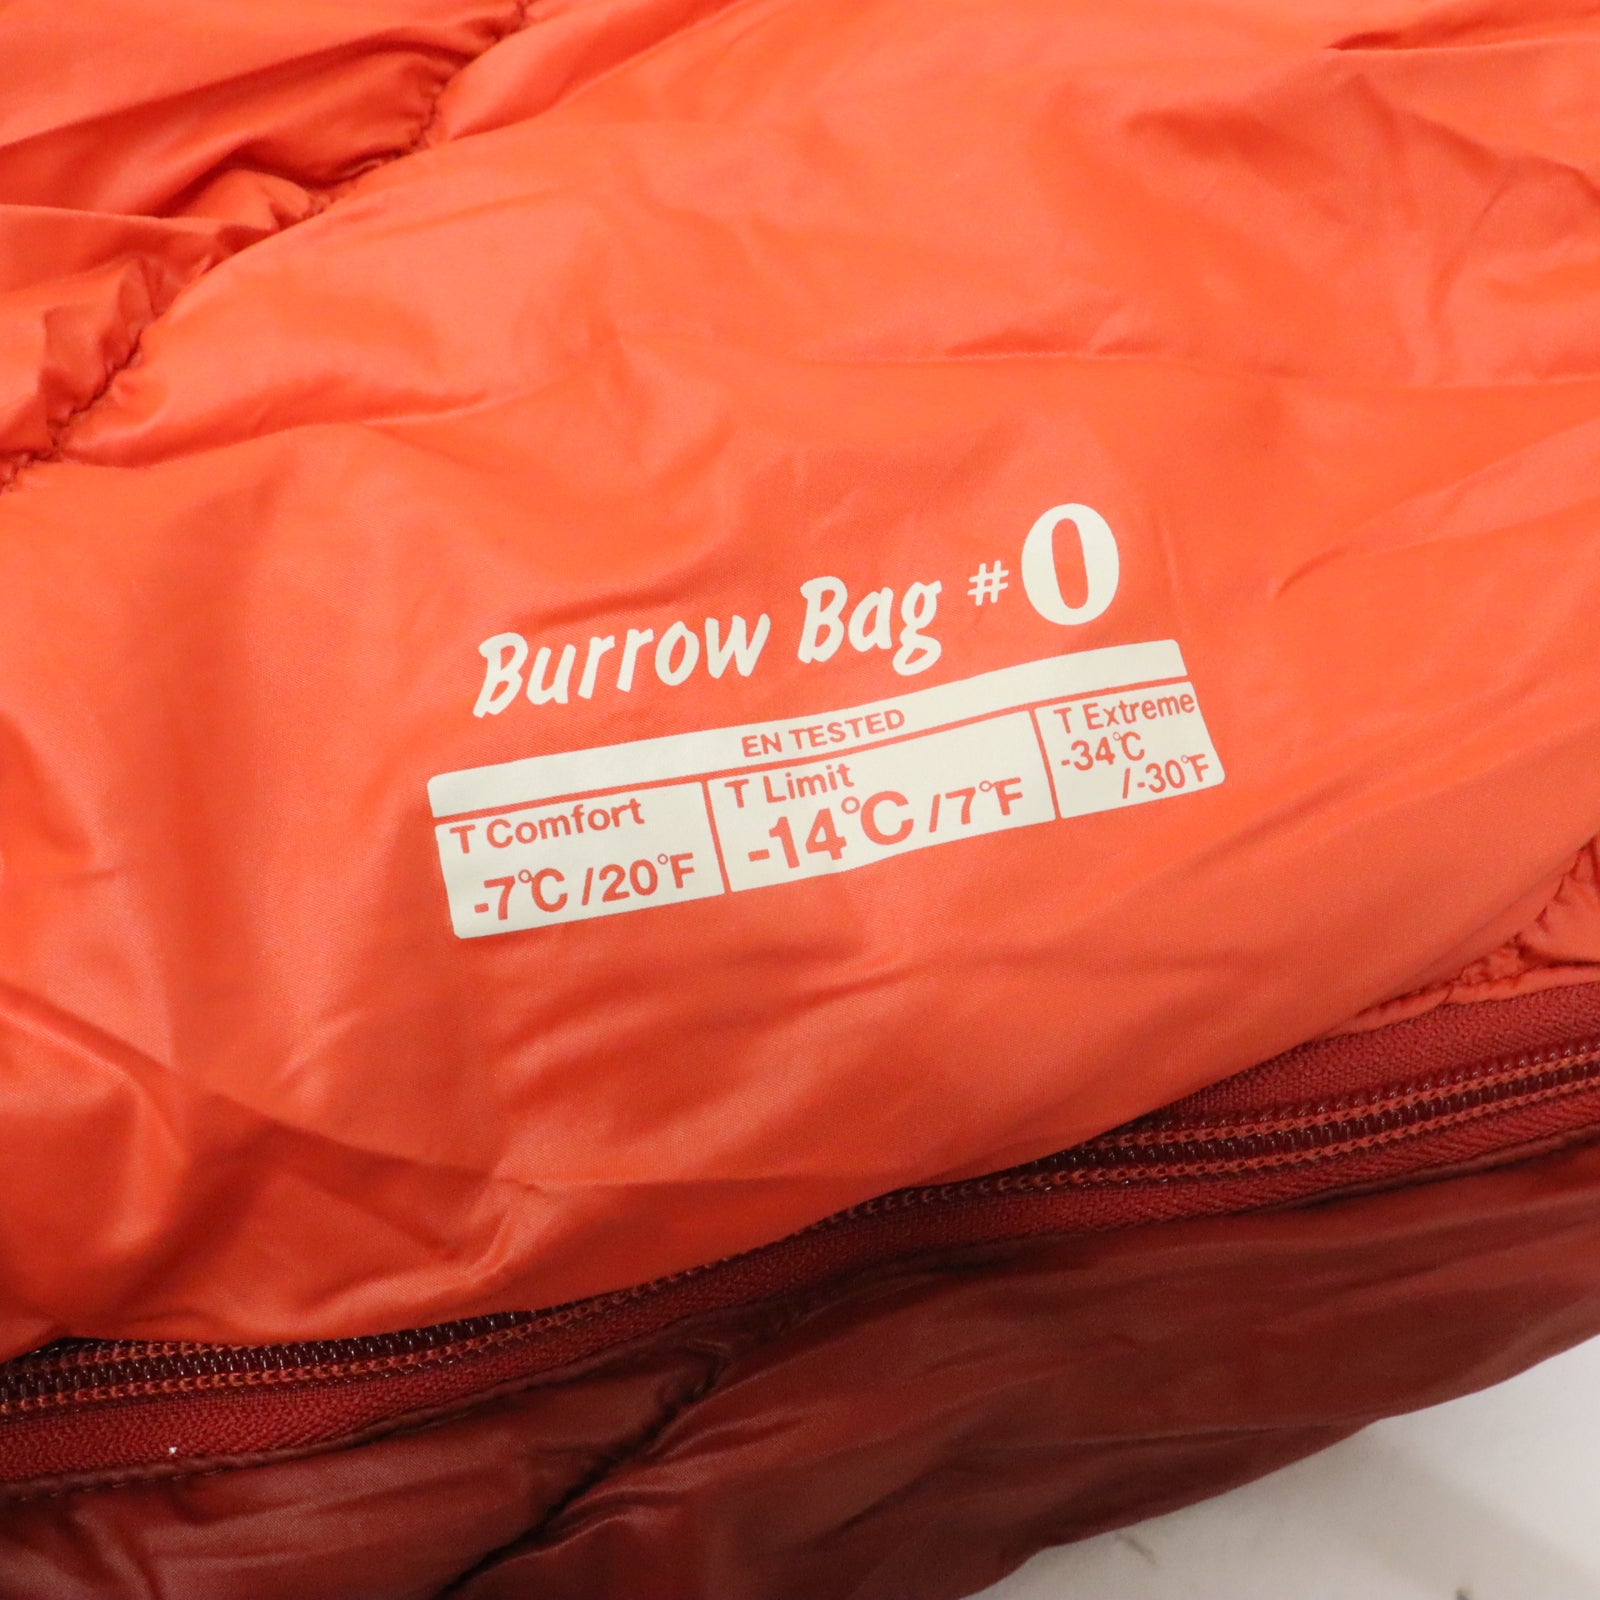 Burrow Bag #0
EN TESTED
T Comfort
-7℃/20℉
T Limit
-14℃/7℉
T Extreme
-34℃
/-30℉